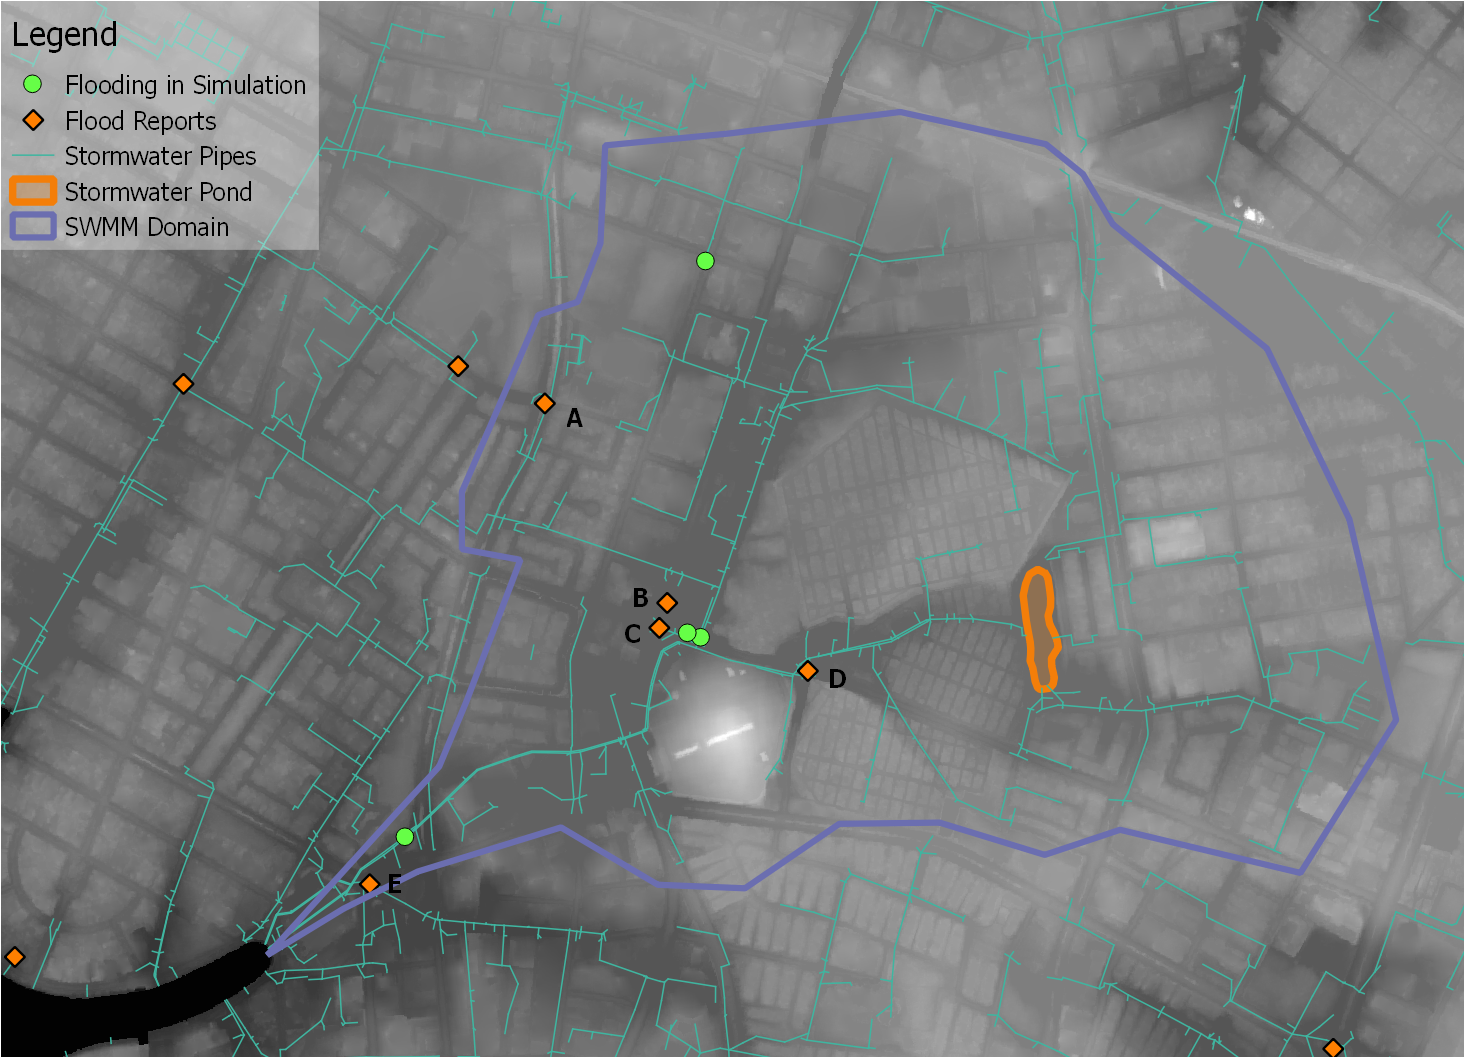 Legend
Flooding in Simulation
Flood Reports
Stormwater Pipes
Stormwater Pond
SWMM Domain
A
B
C
D
E